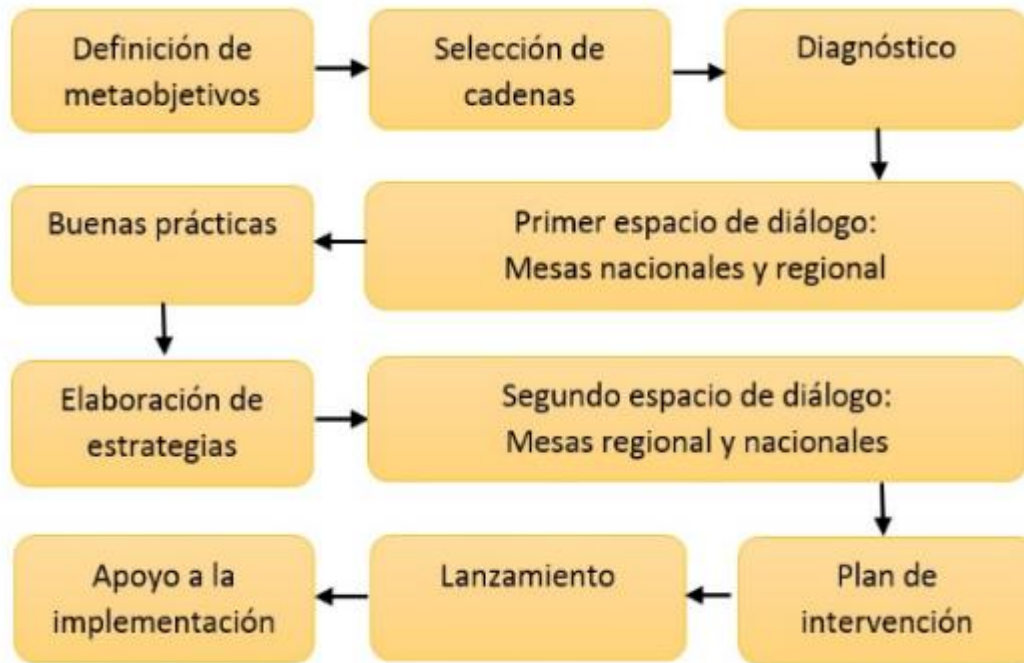 Definición de
metaobjetivos
Selección de
cadenas
Diagnóstico
Primer espacio de diálogo:
Mesas nacionales y regional
Buenas prácticas
Elaboración de
estrategias
Segundo espacio de diálogo:
Mesas regional y nacionales
Plan de
intervención
Lanzamiento
Apoyo a la
implementación